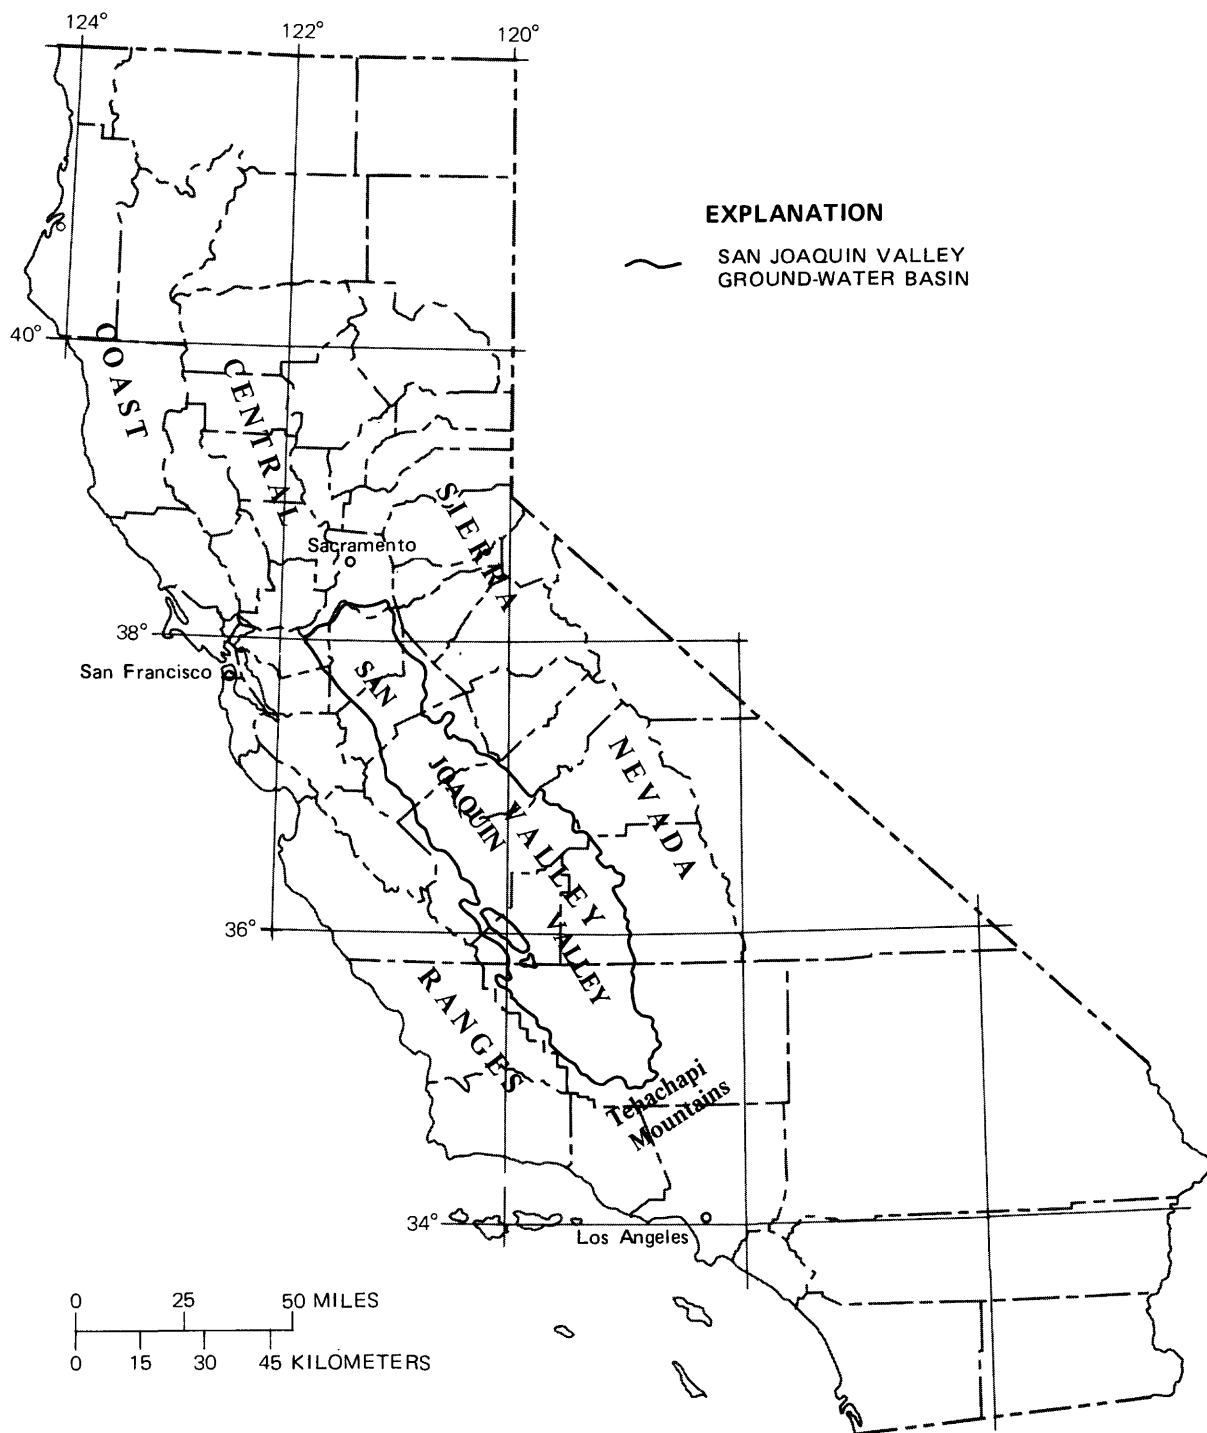 124°
122°
120°
EXPLANATION
SAN JOAQUIN VALLEY
GROUND-WATER BASIN
40°
COAST
CENTRAL
SIERRA
Sacramento
38°
San Francisco
SAN
NEVADA
JOAQUIN
VALLEY
VALLEY
36°
RANGES
Tehachapi
Mountains
34°
Los Angeles
0 25 50 MILES
0 15 30 45 KILOMETERS